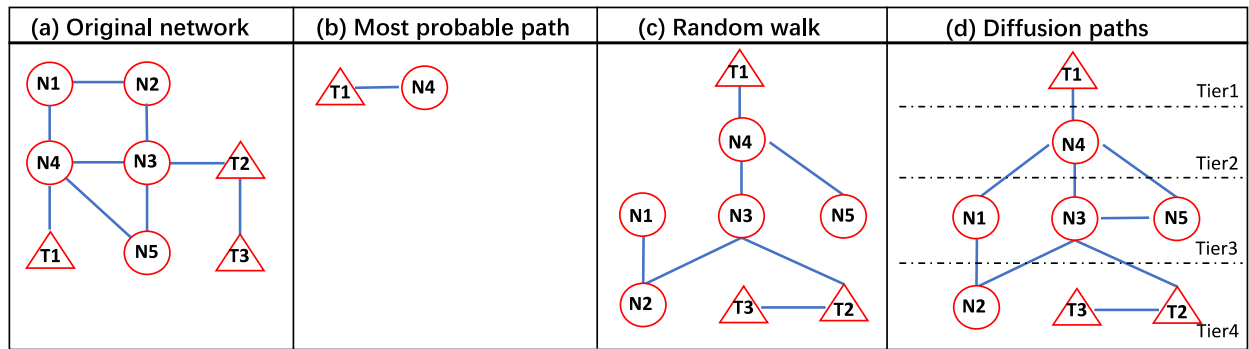 (a) Original network
(b) Most probable path
(c) Random walk
(d) Diffusion paths
N1 N2
N4 N3 T2
T1 N5 T3
T1 N4
T1
N4
N1 N3 N5
N2 T3 T2
T1
Tier1
N4
Tier2
N1 N3 N5
Tier3
N2 T3 T2
Tier4